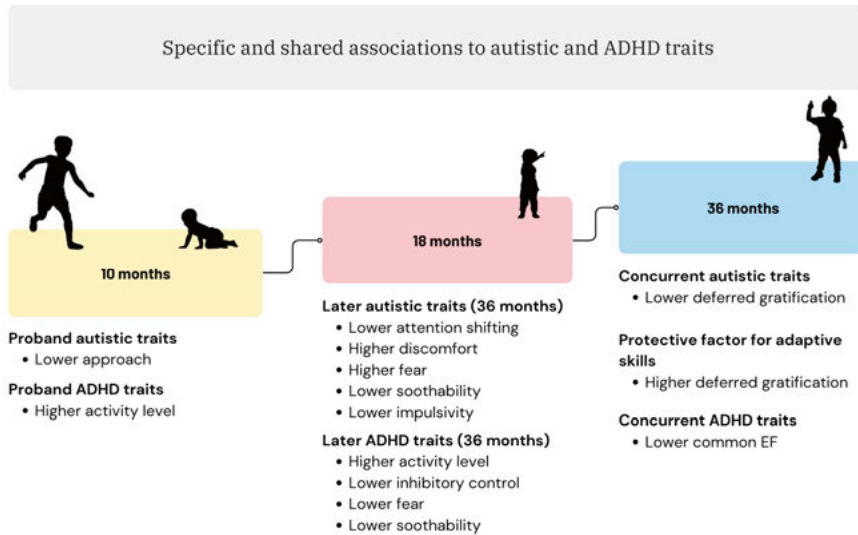 Specific and shared associations to autistic and ADHD traits
10 months
Proband autistic traits
• Lower approach
Proband ADHD traits
• Higher activity level
18 months
Later autistic traits (36 months)
• Lower attention shifting
• Higher discomfort
• Higher fear
• Lower soothability
• Lower impulsivity
Later ADHD traits (36 months)
• Higher activity level
• Lower inhibitory control
• Lower fear
• Lower soothability
36 months
Concurrent autistic traits
• Lower deferred gratification
Protective factor for adaptive
skills
• Higher deferred gratification
Concurrent ADHD traits
• Lower common EF